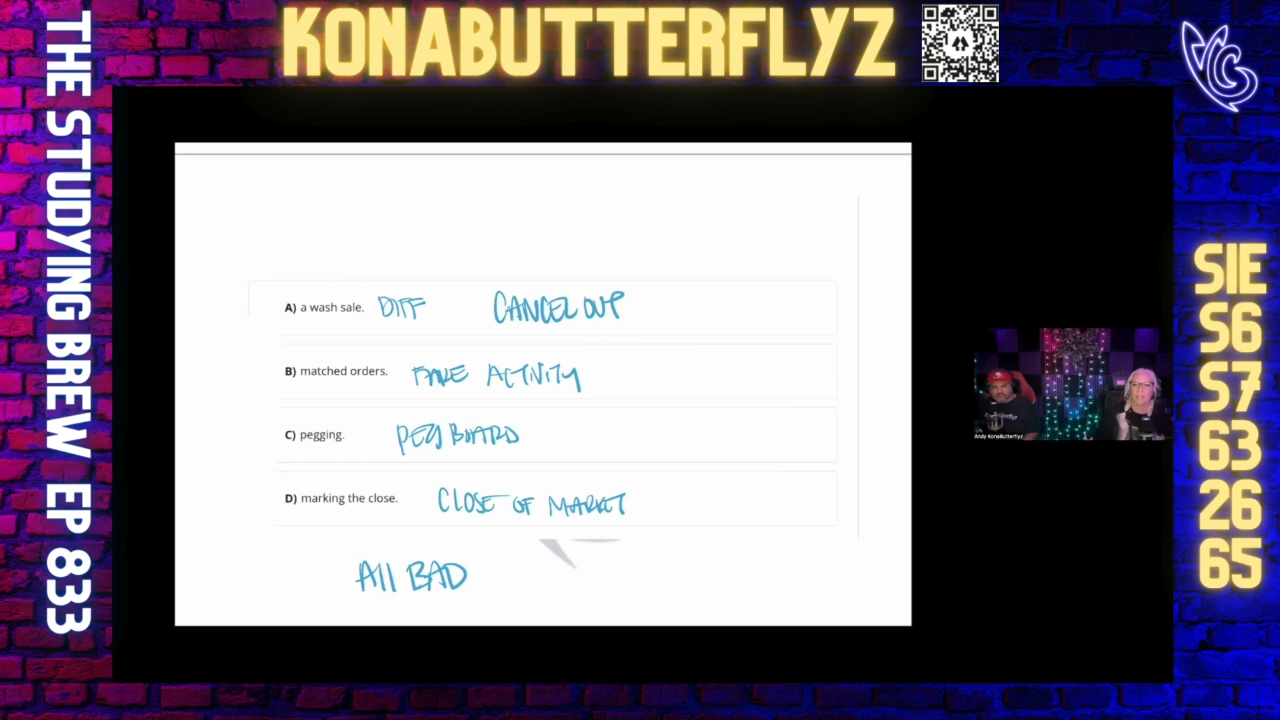 KONABUTTERFLYZ
THE STUDYING BREW EP 833
A) a wash sale. DIFF CANCEL OUT
B) matched orders. FAKE ACTIVITY
C) pegging. PEG BOARD
D) marking the close. CLOSE OF MARKET
All BAD
Andy KonaButterflyz
SIE
S6
S7
63
26
65